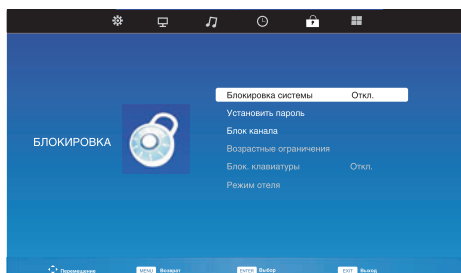 БЛОКИРОВКА
Блокировка системы Откл.
Установить пароль
Блок канала
Возрастные ограничения
Блок. клавиатуры Откл.
Режим отеля
Перемещение MENU Возврат ENTER Выбор EXIT Выход